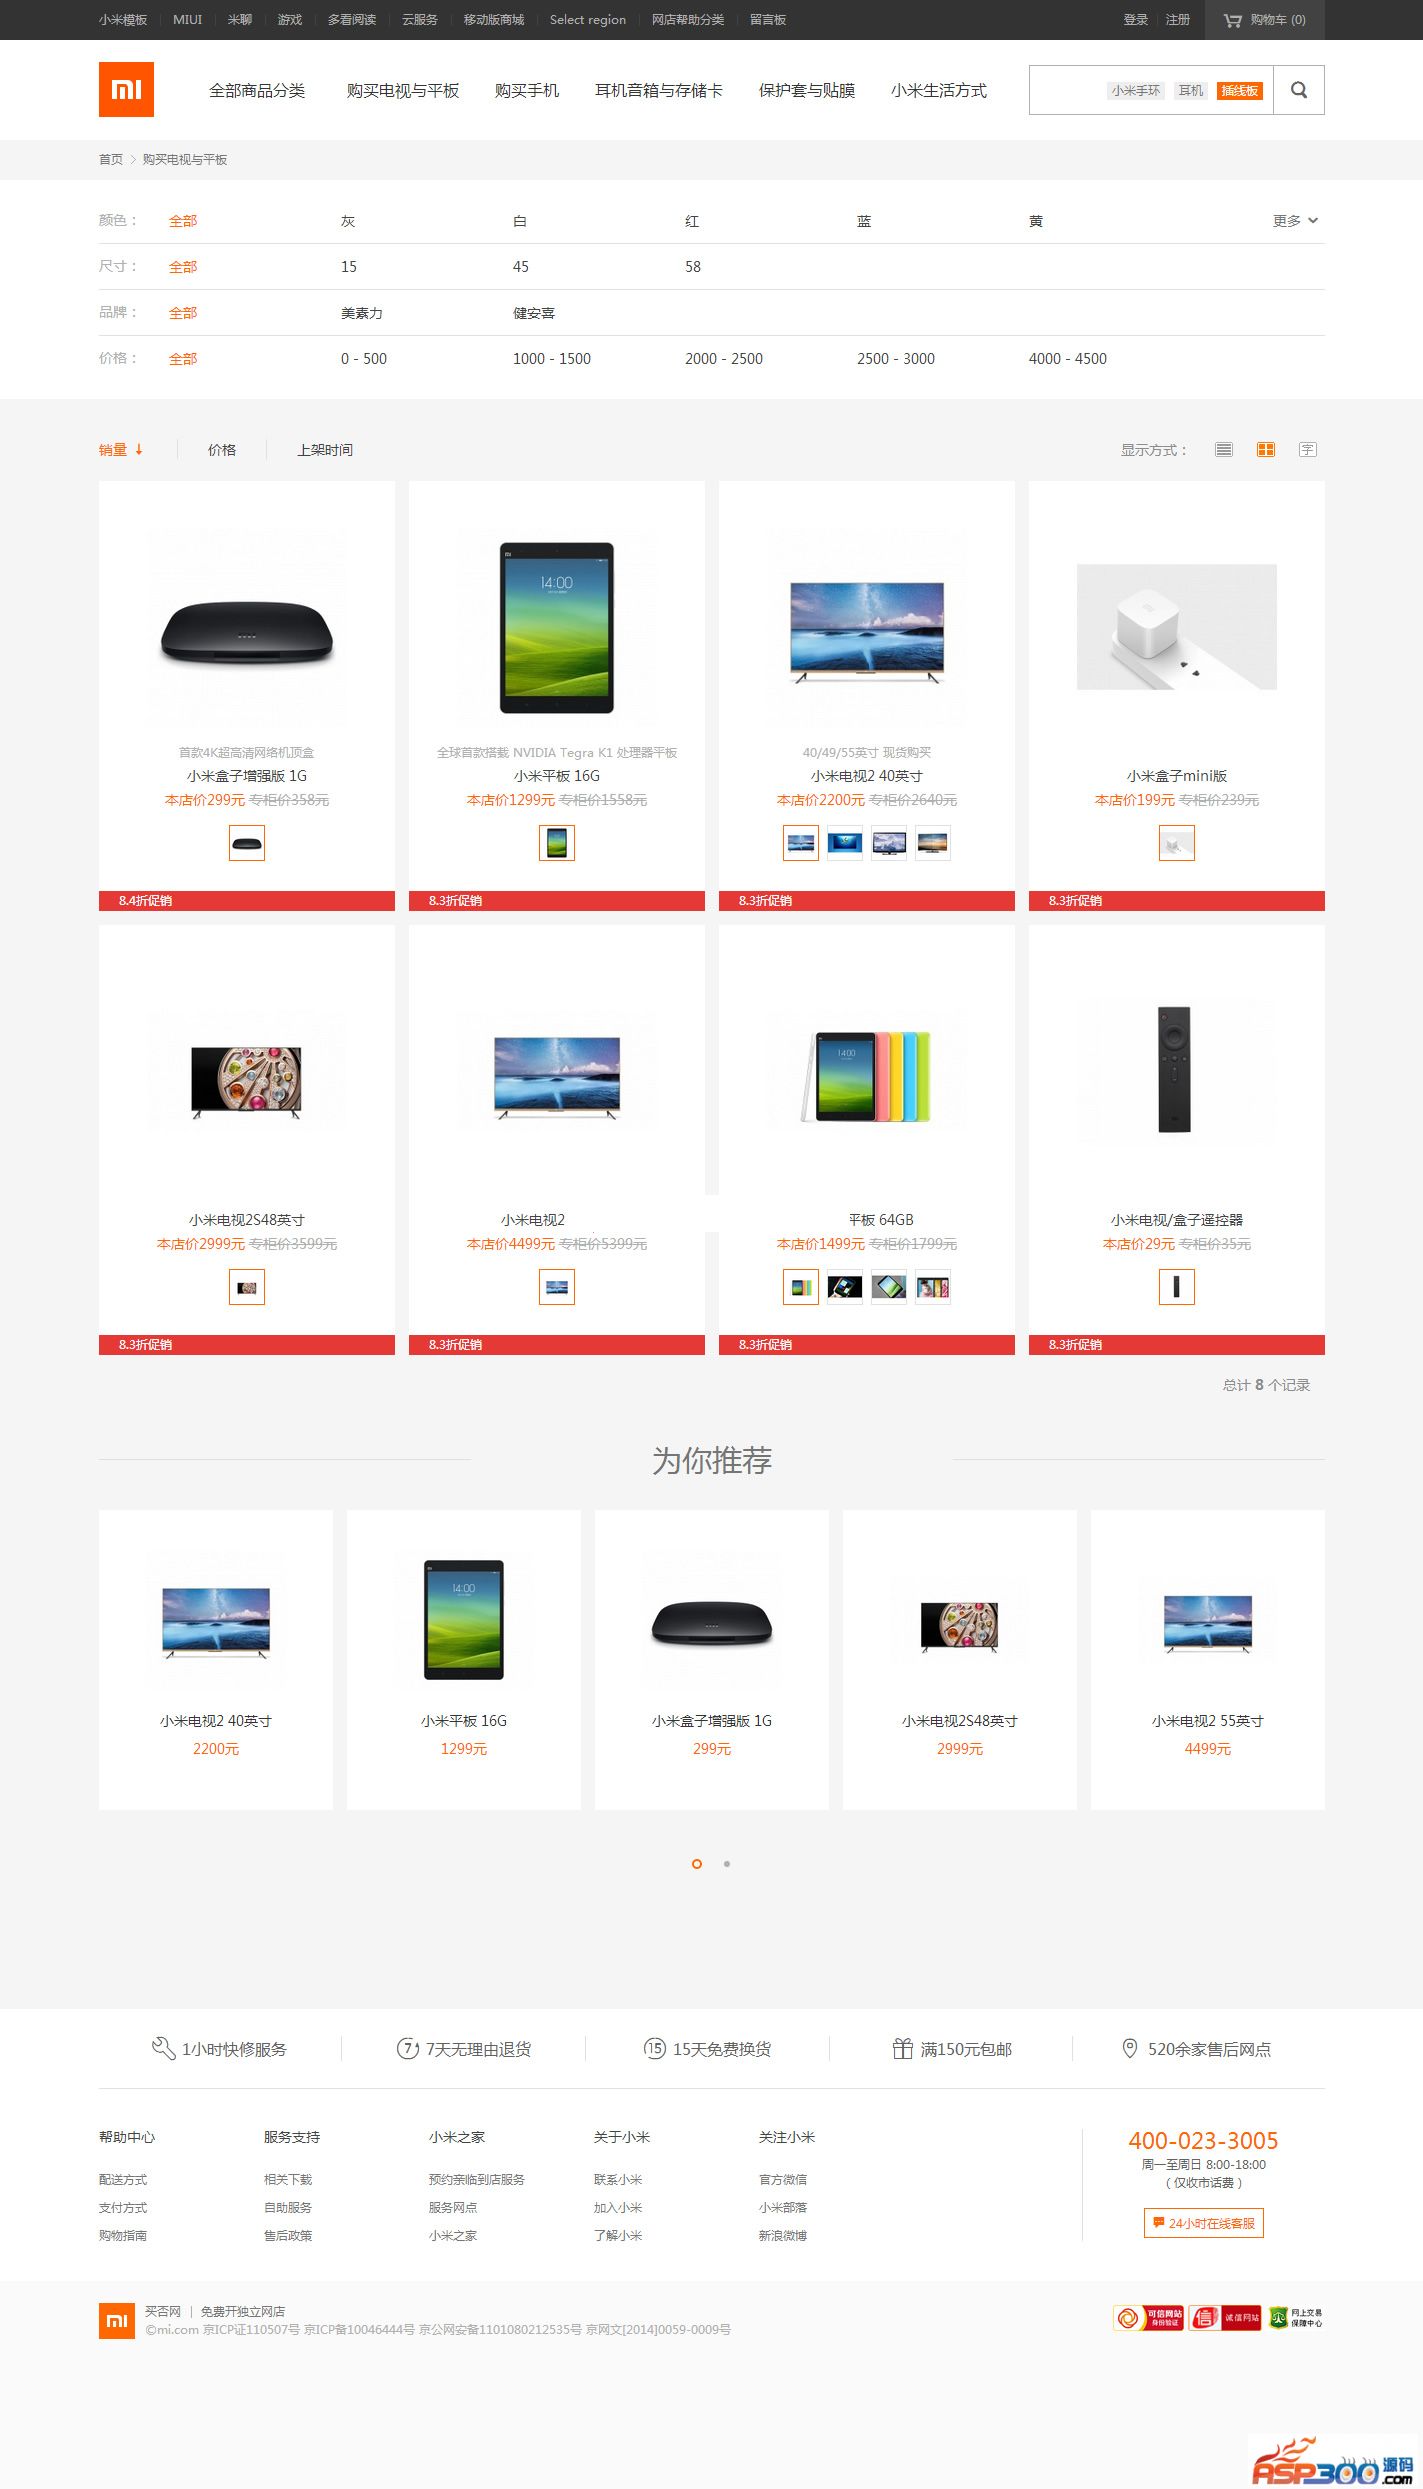 小米模板 MIUI 米聊 游戏 多看阅读 云服务 移动版商城 Select region 网店帮助分类 留言板 登录 注册 购物车 (0)
全部商品分类 购买电视与平板 购买手机 耳机音箱与存储卡 保护套与贴膜 小米生活方式 小米手环 耳机 插线板
首页 > 购买电视与平板
颜色： 全部 灰 白 红 蓝 黄 更多
尺寸： 全部 15 45 58
品牌： 全部 美素力 健安喜
价格： 全部 0 - 500 1000 - 1500 2000 - 2500 2500 - 3000 4000 - 4500
销量 ↓ 价格 上架时间 显示方式： 字
首款4K超高清网络机顶盒 全球首款搭载 NVIDIA Tegra K1 处理器平板 40/49/55英寸 现货购买
小米盒子增强版 1G 小米平板 16G 小米电视2 40英寸 小米盒子mini版
本店价299元 专柜价358元 本店价1299元 专柜价1558元 本店价2200元 专柜价2640元 本店价199元 专柜价239元
8.4折促销 8.3折促销 8.3折促销 8.3折促销
小米电视2S48英寸 小米电视2 平板 64GB 小米电视/盒子遥控器
本店价2999元 专柜价3599元 本店价4499元 专柜价5399元 本店价1499元 专柜价1799元 本店价29元 专柜价35元
8.3折促销 8.3折促销 8.3折促销 8.3折促销
总计 8 个记录
为你推荐
小米电视2 40英寸 小米平板 16G 小米盒子增强版 1G 小米电视2S48英寸 小米电视2 55英寸
2200元 1299元 299元 2999元 4499元
1小时快修服务 7天无理由退货 15天免费换货 满150元包邮 520余家售后网点
帮助中心 服务支持 小米之家 关于小米 关注小米 400-023-3005
周一至周日 8:00-18:00
配送方式 相关下载 预约亲临到店服务 联系小米 官方微信 （仅收市话费）
支付方式 自助服务 服务网点 加入小米 小米部落
购物指南 售后政策 小米之家 了解小米 新浪微博 24小时在线客服
买否网 | 免费开独立网店
©mi.com 京ICP证110507号 京ICP备10046444号 京公网安备1101080212535号 京网文[2014]0059-0009号
可信网站 身份验证 诚信网站 网上交易 保障中心
ASP300源码 .com